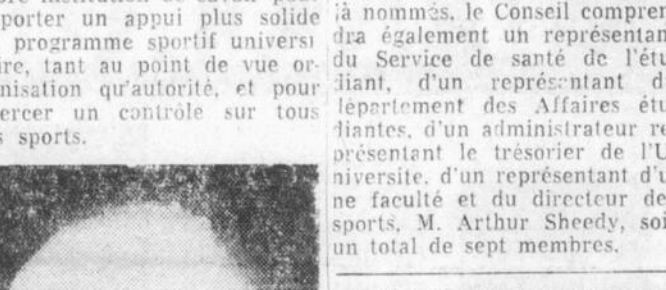 porter un appui plus solide
programme sportif universi
ire, tant au point de vue or-
nisation qu'autorité, et pour
ercer un contrôle sur tous
s sports.
jà nommés, le Conseil compren
dra également un représentan
du Service de santé de l'étu
diant, d'un représentant d
département des Affaires étu
diantes, d'un administrateur re
présentant le trésorier de l'U
niversite, d'un représentant d'u
ne faculté et du directeur de
sports, M. Arthur Sheedy, soi
un total de sept membres.